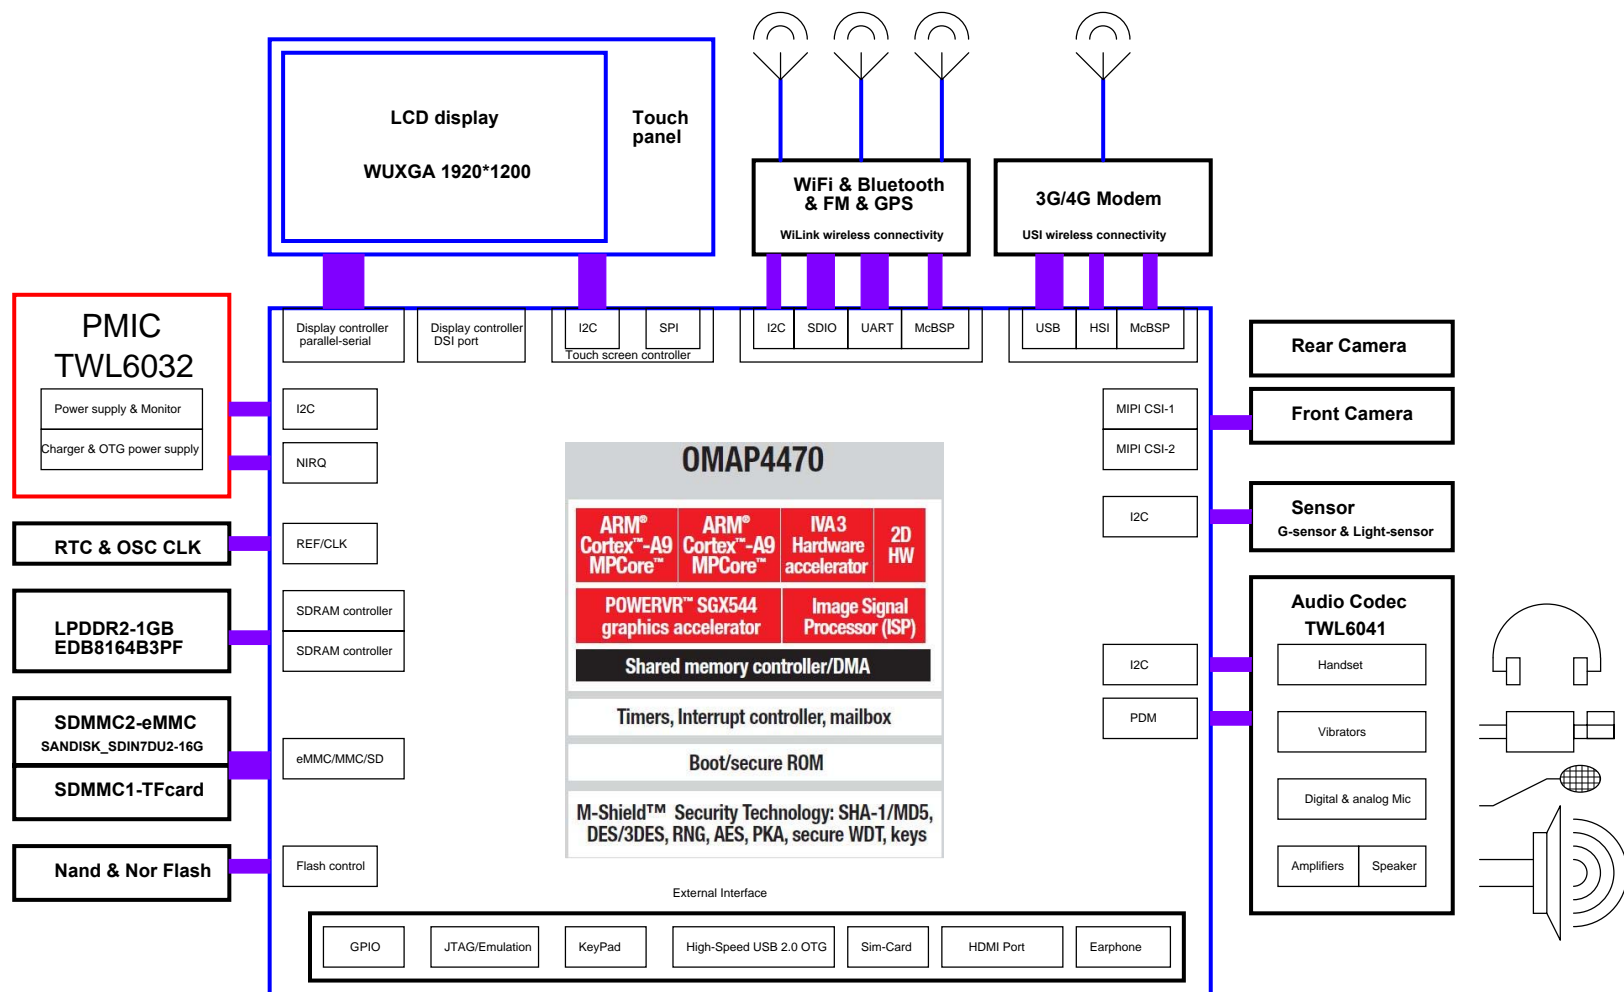 LCD display
WUXGA 1920*1200
Touch
panel
WiFi & Bluetooth
& FM & GPS
WiLink wireless connectivity
3G/4G Modem
USI wireless connectivity
PMIC
TWL6032
Power supply & Monitor
Charger & OTG power supply
RTC & OSC CLK
LPDDR2-1GB
EDB8164B3PF
SDMMC2-eMMC
SANDISK_SDIN7DU2-16G
SDMMC1-TFcard
Nand & Nor Flash
Display controller
parallel-serial
Display controller
DSI port
I2C
SPI
Touch screen controller
I2C
SDIO
UART
McBSP
USB
HSI
McBSP
I2C
NIRQ
REF/CLK
SDRAM controller
SDRAM controller
eMMC/MMC/SD
Flash control
OMAP4470
ARM®
Cortex™-A9
MPCore™
ARM®
Cortex™-A9
MPCore™
IVA3
Hardware
accelerator
2D
HW
POWERVR™ SGX544
graphics accelerator
Image Signal
Processor (ISP)
Shared memory controller/DMA
Timers, Interrupt controller, mailbox
Boot/secure ROM
M-Shield™ Security Technology: SHA-1/MD5,
DES/3DES, RNG, AES, PKA, secure WDT, keys
MIPI CSI-1
MIPI CSI-2
I2C
I2C
PDM
Rear Camera
Front Camera
Sensor
G-sensor & Light-sensor
Audio Codec
TWL6041
Handset
Vibrators
Digital & analog Mic
Amplifiers
Speaker
External Interface
GPIO
JTAG/Emulation
KeyPad
High-Speed USB 2.0 OTG
Sim-Card
HDMI Port
Earphone